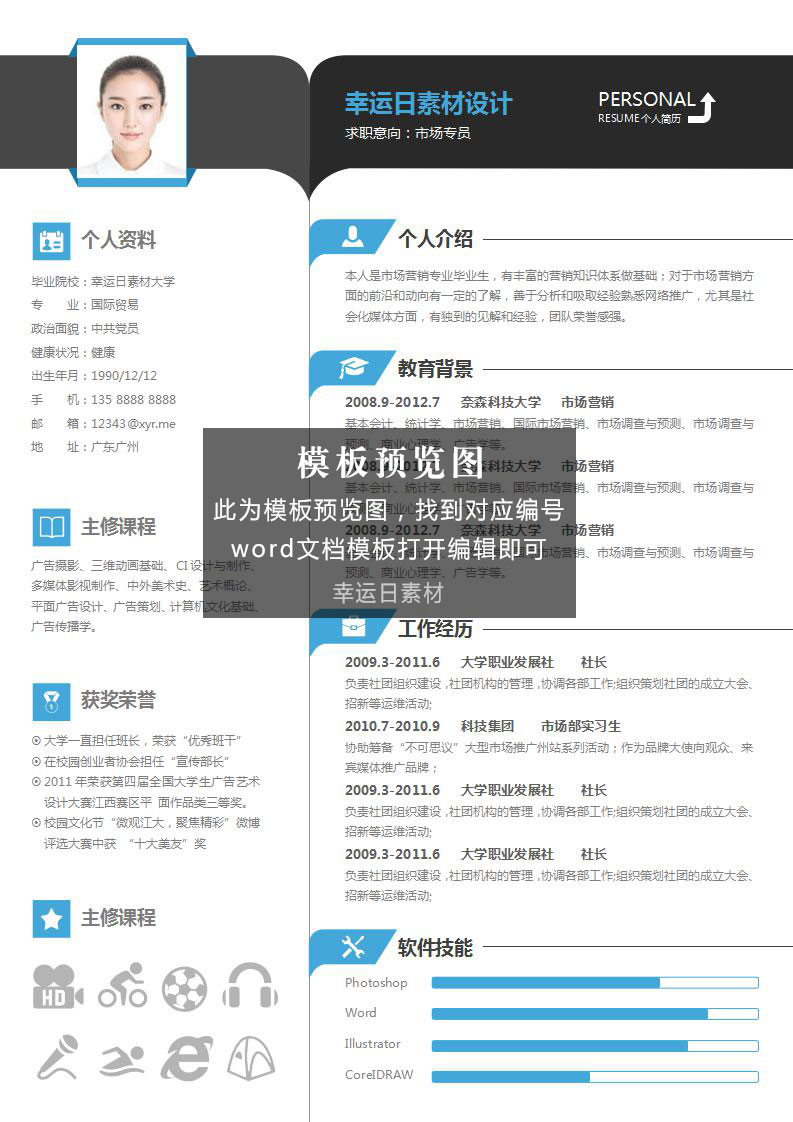 幸运日素材设计
求职意向：市场专员
PERSONAL
RESUME个人简历
个人资料
毕业院校：幸运日素材大学
专　　业：国际贸易
政治面貌：中共党员
健康状况：健康
出生年月：1990/12/12
手　　机：135 8888 8888
邮　　箱：12343@xyr.me
地　　址：广东广州
主修课程
广告摄影、三维动画基础、CI设计与制作、
多媒体影视制作、中外美术史、艺术概论、
平面广告设计、广告策划、计算机文化基础、
广告传播学。
获奖荣誉
大学一直担任班长，荣获“优秀班干”
在校园创业者协会担任“宣传部长”
2011年荣获第四届全国大学生广告艺术
设计大赛江西赛区平 面作品类三等奖。
校园文化节“微观江大，聚焦精彩”微博
评选大赛中获 “十大美友”奖
主修课程
HD
个人介绍
本人是市场营销专业毕业生，有丰富的营销知识体系做基础；对于市场营销方
面的前沿和动向有一定的了解，善于分析和吸取经验熟悉网络推广，尤其是社
会化媒体方面，有独到的见解和经验，团队荣誉感强。
教育背景
2008.9-2012.7 奈森科技大学 市场营销
基本会计、统计学、市场营销、国际市场营销、市场调查与预测、市场调查与
预测、商业心理学、广告学等。
森科技大学 市场营销
基本会计、统计学、市场营销、国际市场营销、市场调查与预测、市场调查与
2008.9-2012.7 奈森科技大学 市场营销
市场营销、市场调查与预测、市场调查与
预测、商业心理学、广告学等。
模板预览图
此为模板预览图，找到对应编号
word文档模板打开编辑即可
幸运日素材
工作经历
2009.3-2011.6 大学职业发展社 社长
负责社团组织建设,社团机构的管理,协调各部工作;组织策划社团的成立大会、
招新等运维活动;
2010.7-2010.9 科技集团 市场部实习生
协助筹备“不可思议”大型市场推广州站系列活动；作为品牌大使向观众、来
宾媒体推广品牌；
2009.3-2011.6 大学职业发展社 社长
负责社团组织建设,社团机构的管理,协调各部工作;组织策划社团的成立大会、
招新等运维活动;
2009.3-2011.6 大学职业发展社 社长
负责社团组织建设,社团机构的管理,协调各部工作;组织策划社团的成立大会、
招新等运维活动;
软件技能
Photoshop
Word
Illustrator
CorelDRAW